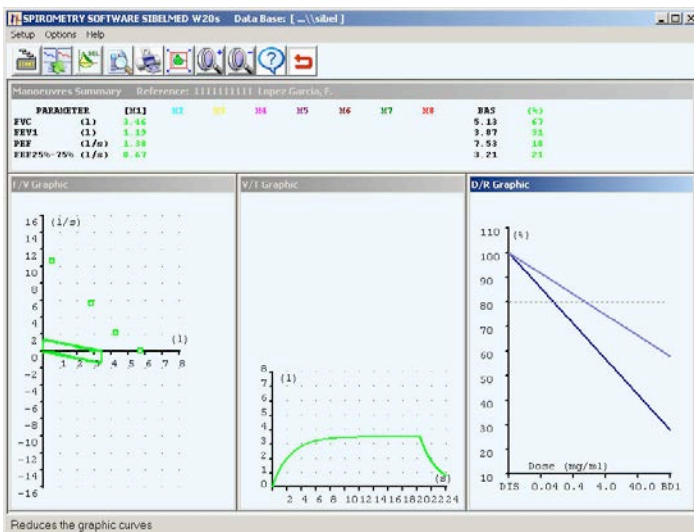 SPIROMETRY SOFTWARE SIBELMED W20s Data Base: [ ...\\sibel ]
Setup Options Help
Manoeuvres Summary Reference: 1111111111 Lopez Garcia, F.
PARAMETER [M1] M2 M3 M4 M5 M6 M7 M8 BAS (%)
FVC (l) 3.46 5.13 67
FEV1 (l) 1.19 3.87 31
PEF (l/s) 1.38 7.53 18
FEF25%-75% (l/s) 0.67 3.21 21
F/V Graphic
V/T Graphic
D/R Graphic
16 (l/s)
14
12
10
8
6
4
2
0
-2
-4
-6
-8
-10
-12
-14
-16
(l)
1 2 3 4 5 6 7 8
8
7 (l)
6
5
4
3
2
1
0
(s)
2 4 6 8 10 12 14 16 18 20 22 24
110 (%)
100
90
80
70
60
50
40
30
20
10
Dose (mg/ml)
DIS 0.04 0.4 4.0 40.0 BD1
Reduces the graphic curves